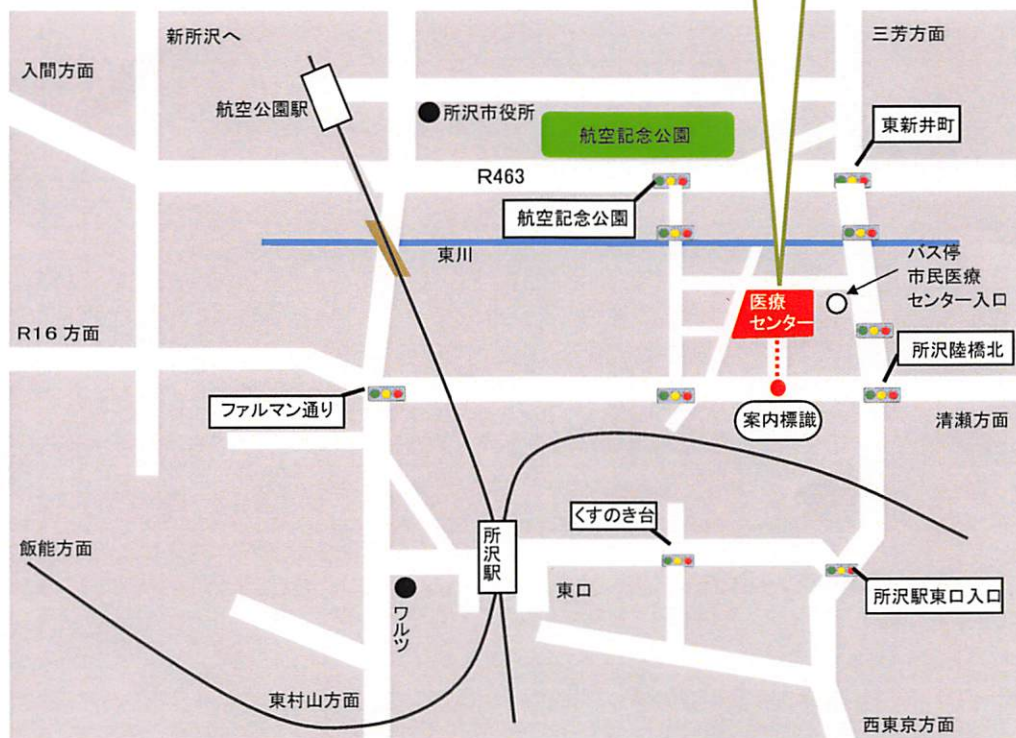 新所沢へ
三芳方面
入間方面
航空公園駅
所沢市役所
東新井町
航空記念公園
R463
航空記念公園
東川
バス停
市民医療
センター入口
医療
センター
R16 方面
所沢陸橋北
ファルマン通り
案内標識
清瀬方面
くすのき台
飯能方面
所沢駅
東口
所沢駅東口入口
ワルツ
東村山方面
西東京方面